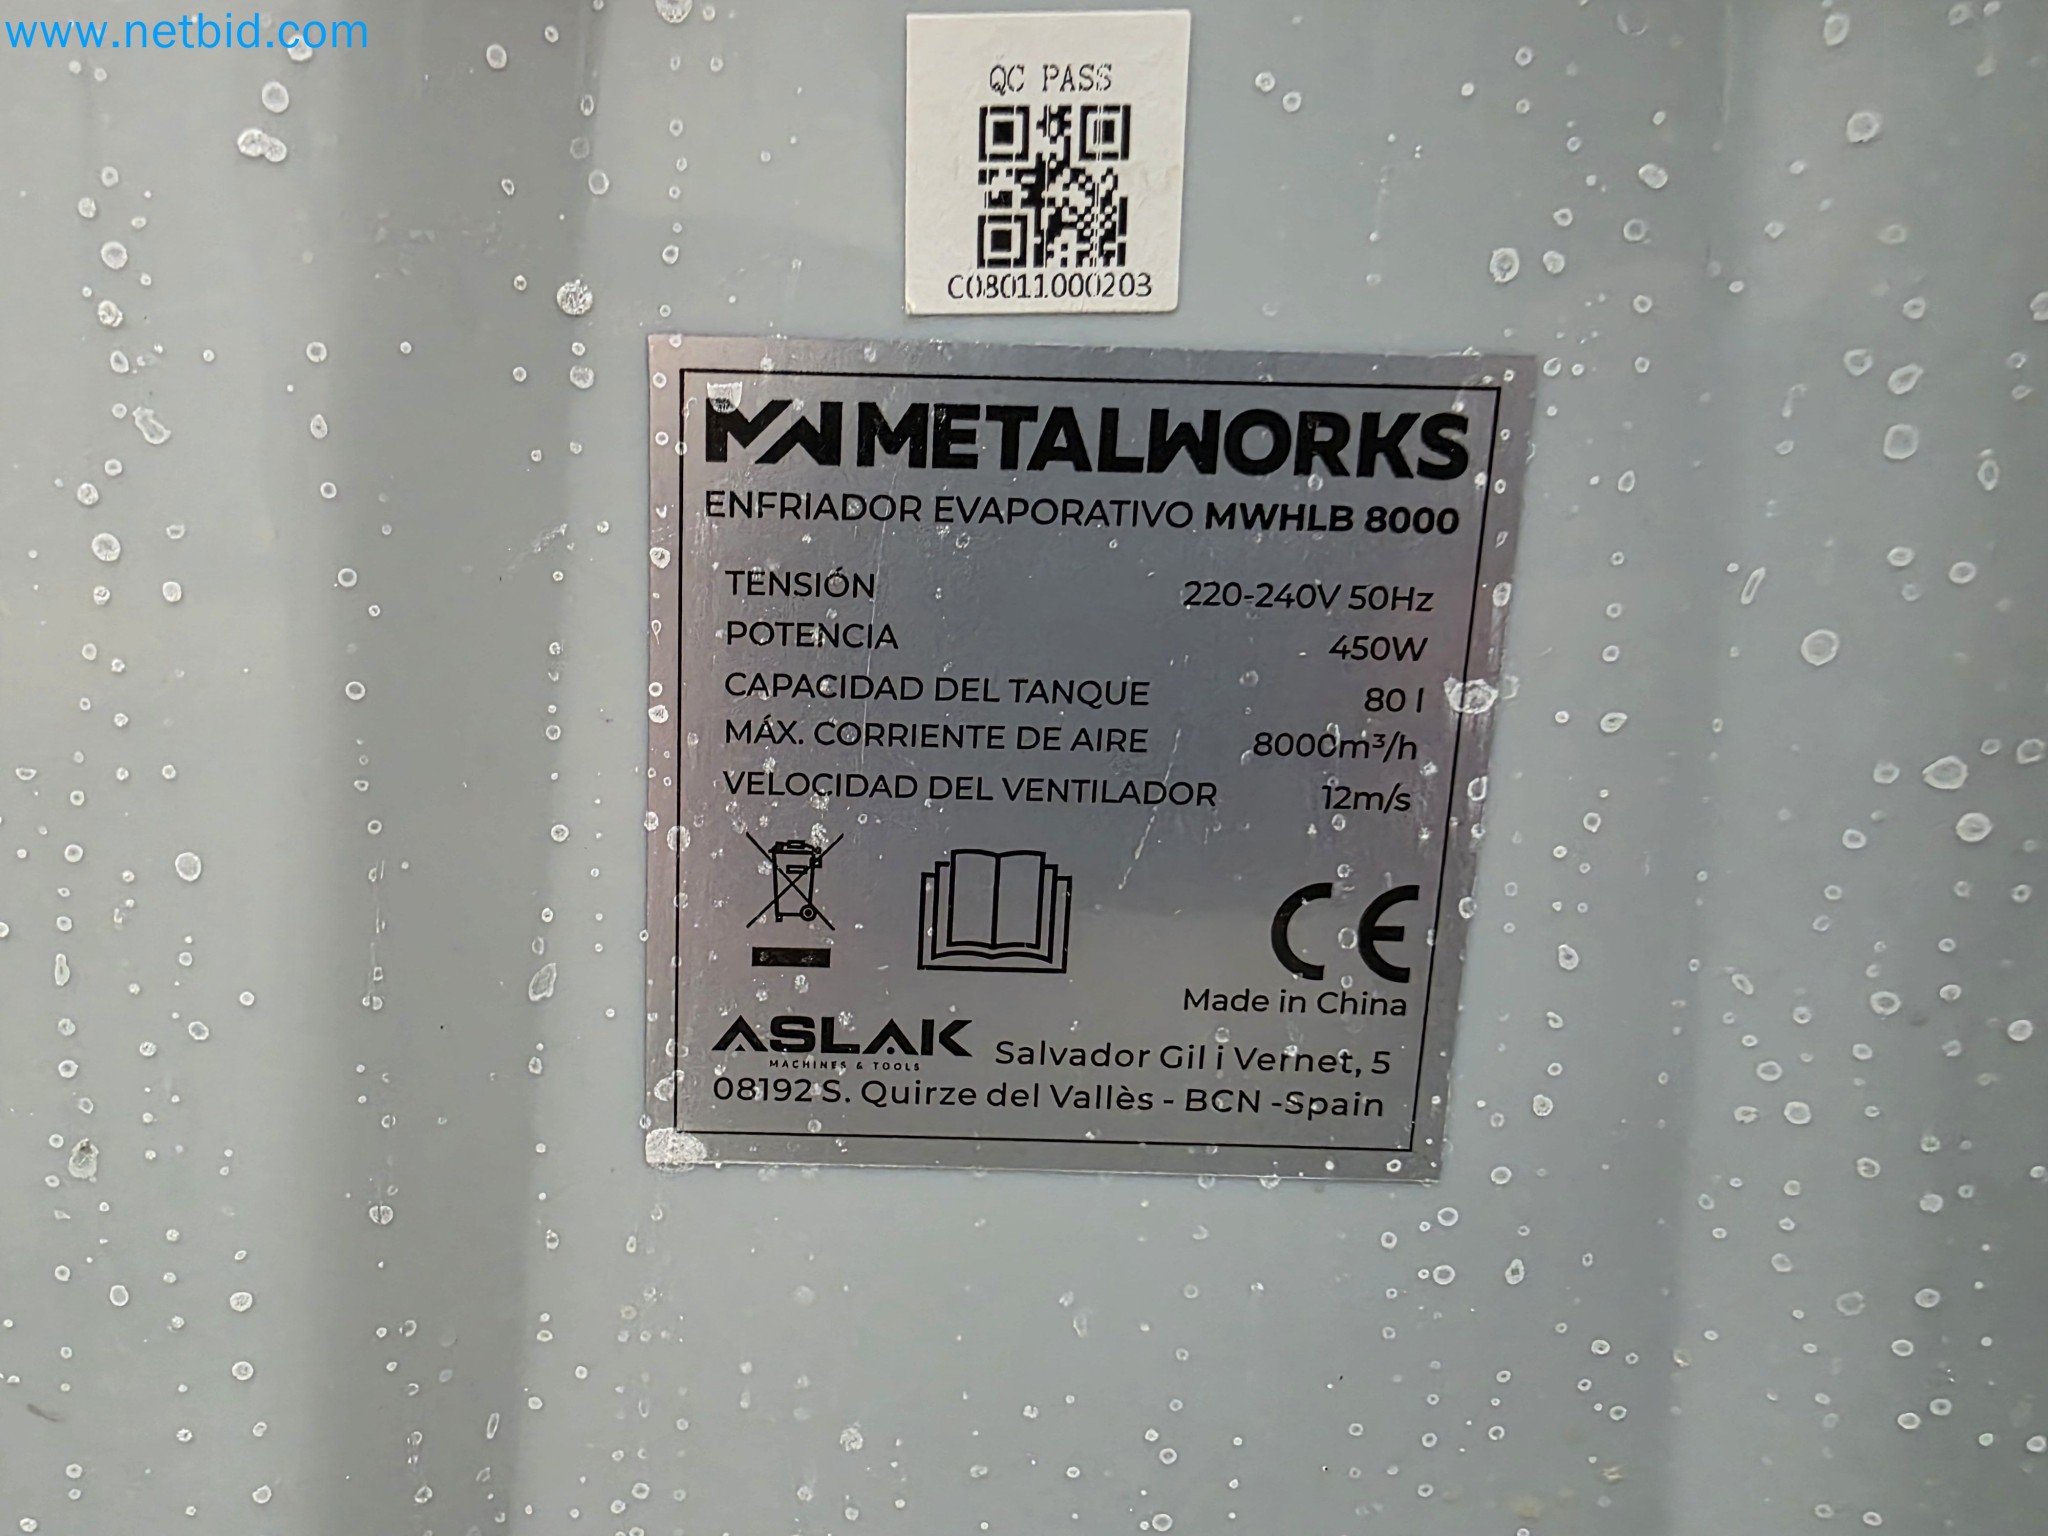 www.netbid.com
QC PASS
C08011000203
METALWORKS
ENFRIADOR EVAPORATIVO MWHLB 8000
TENSIÓN 220-240V 50Hz
POTENCIA 450W
CAPACIDAD DEL TANQUE 80 l
MÁX. CORRIENTE DE AIRE 8000m³/h
VELOCIDAD DEL VENTILADOR 12m/s
CE
Made in China
ASLAK
MACHINES & TOOLS
Salvador Gil i Vernet, 5
08192 S. Quirze del Vallès - BCN -Spain